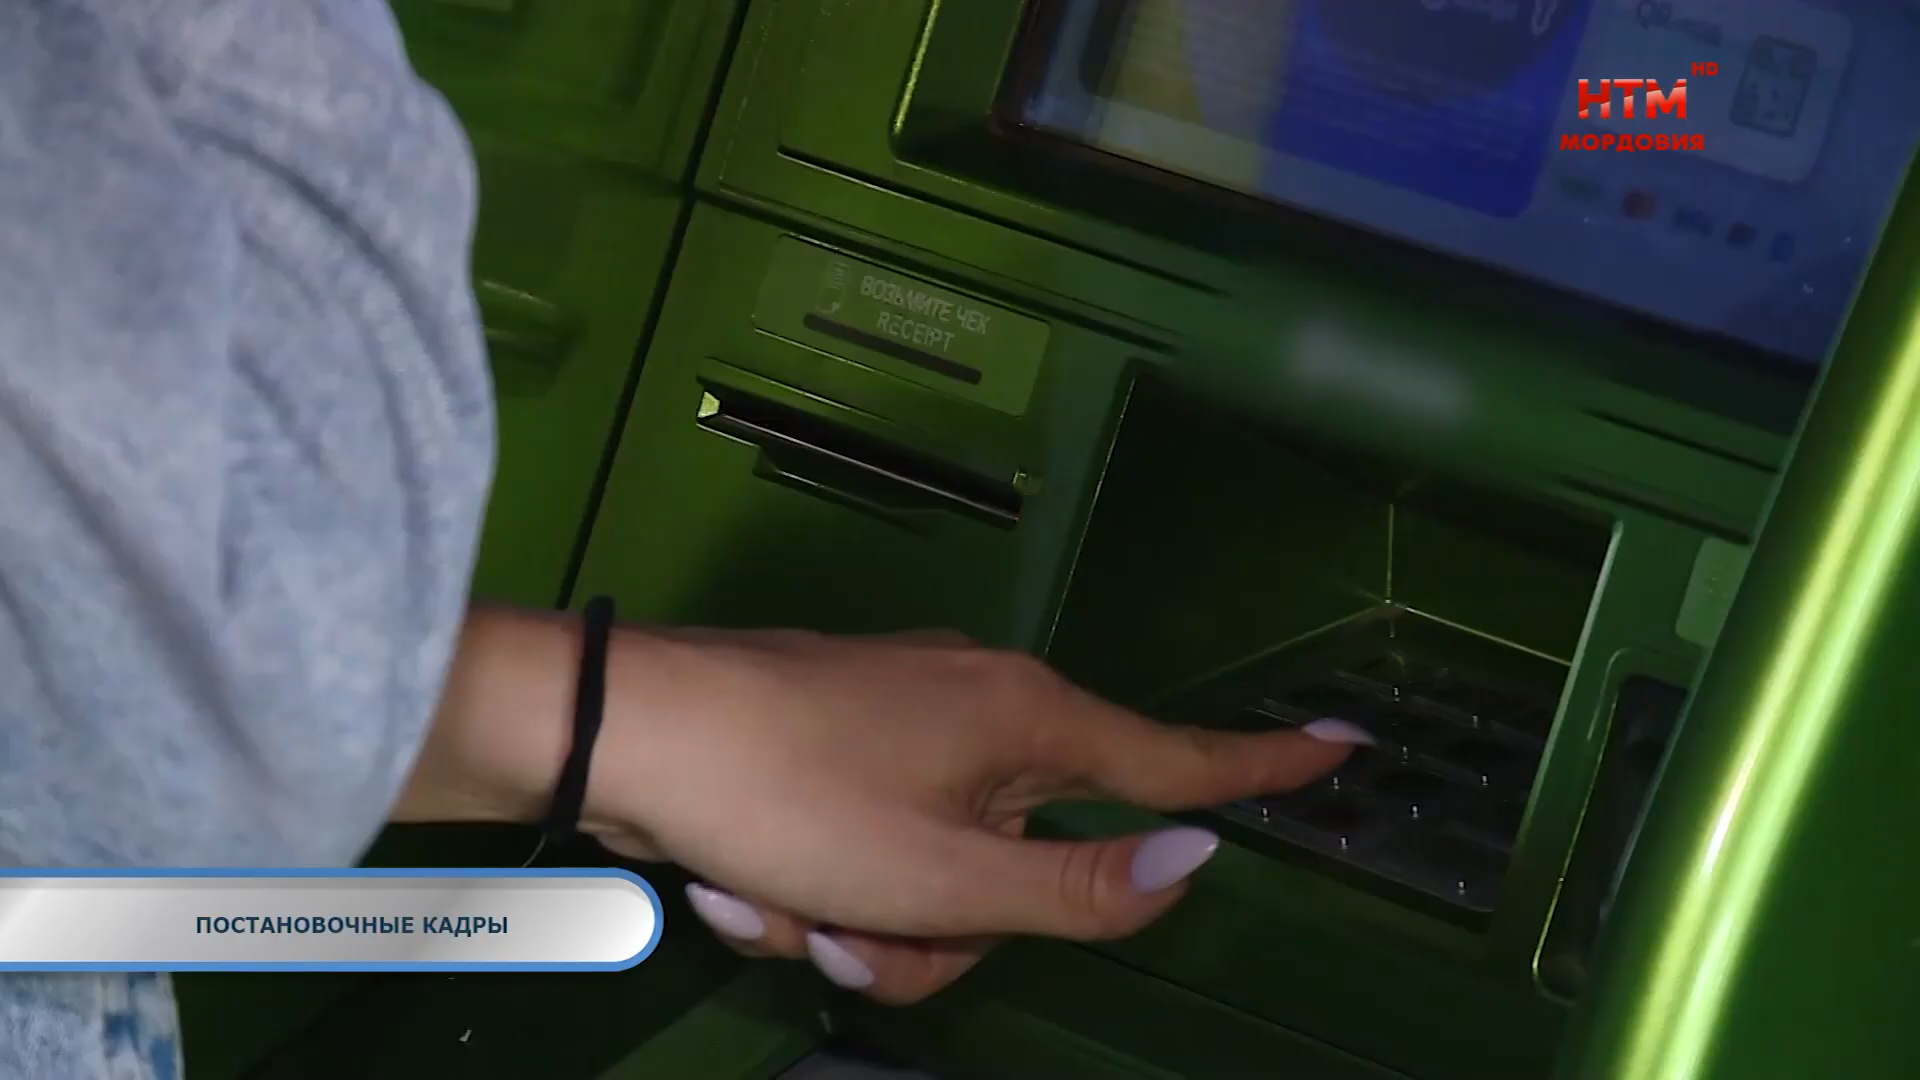 HD
НТМ
МОРДОВИЯ
ВОЗЬМИТЕ ЧЕК
RECEIPT
ПОСТАНОВОЧНЫЕ КАДРЫ